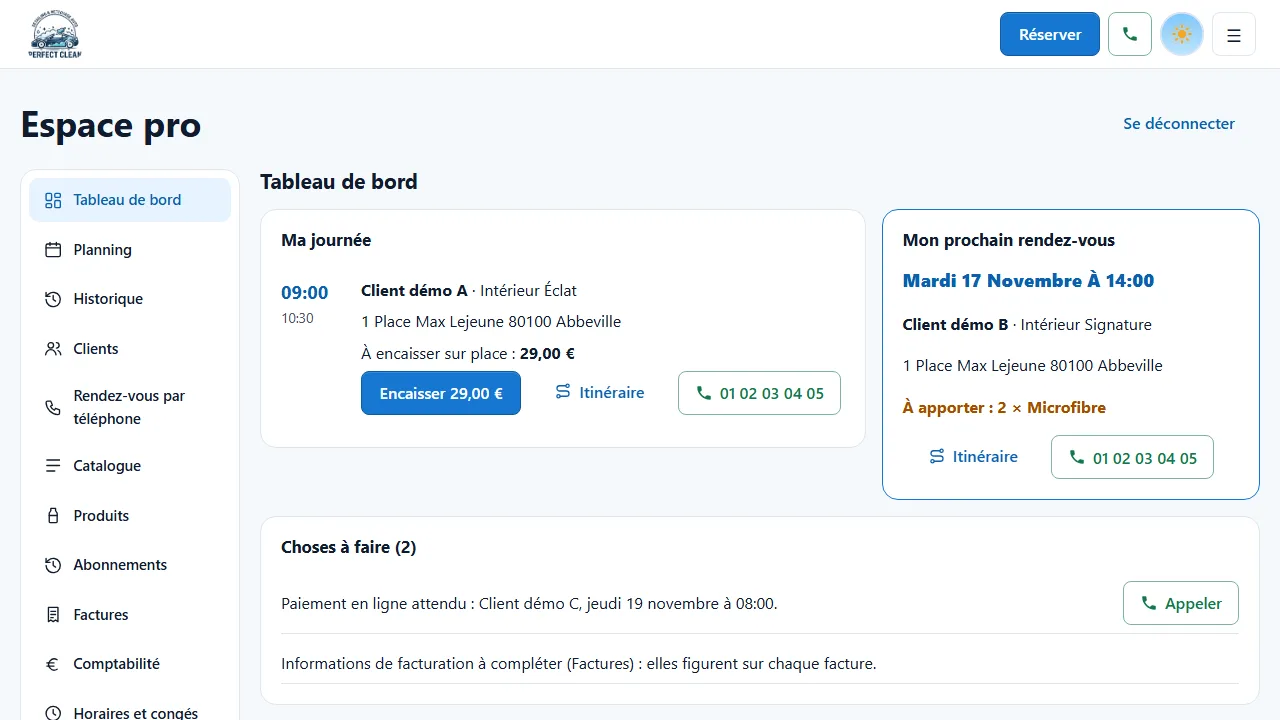 PERFECT CLEAN
Réserver
Espace pro
Se déconnecter
Tableau de bord
Planning
Historique
Clients
Rendez-vous par
téléphone
Catalogue
Produits
Abonnements
Factures
Comptabilité
Horaires et congés
Tableau de bord
Ma journée
09:00
10:30
Client démo A · Intérieur Éclat
1 Place Max Lejeune 80100 Abbeville
À encaisser sur place : 29,00 €
Encaisser 29,00 €
Itinéraire
01 02 03 04 05
Mon prochain rendez-vous
Mardi 17 Novembre À 14:00
Client démo B · Intérieur Signature
1 Place Max Lejeune 80100 Abbeville
À apporter : 2 × Microfibre
Itinéraire
01 02 03 04 05
Choses à faire (2)
Paiement en ligne attendu : Client démo C, jeudi 19 novembre à 08:00.
Appeler
Informations de facturation à compléter (Factures) : elles figurent sur chaque facture.